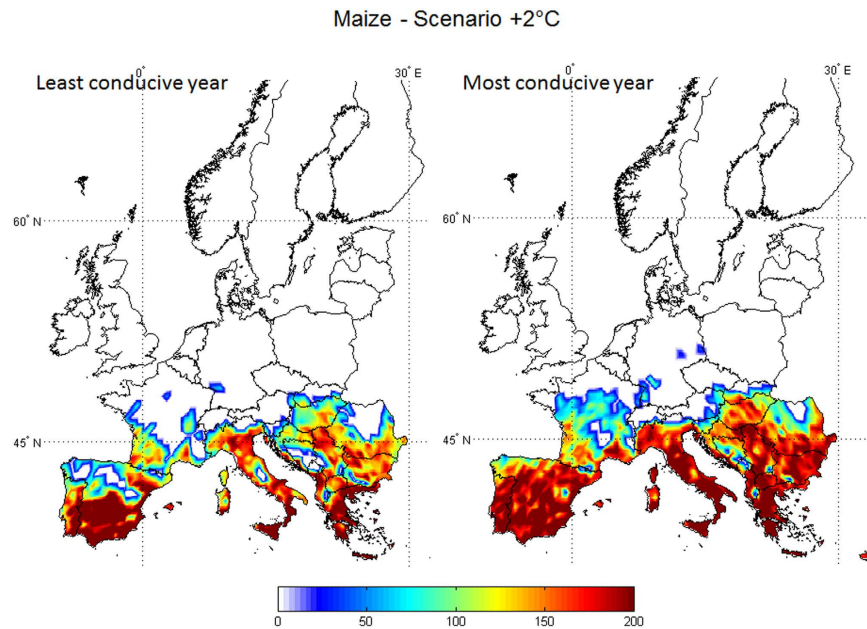 Maize - Scenario +2°C
Least conducive year
Most conducive year
0°
30° E
0°
30° E
60° N
60° N
45° N
45° N
0
50
100
150
200